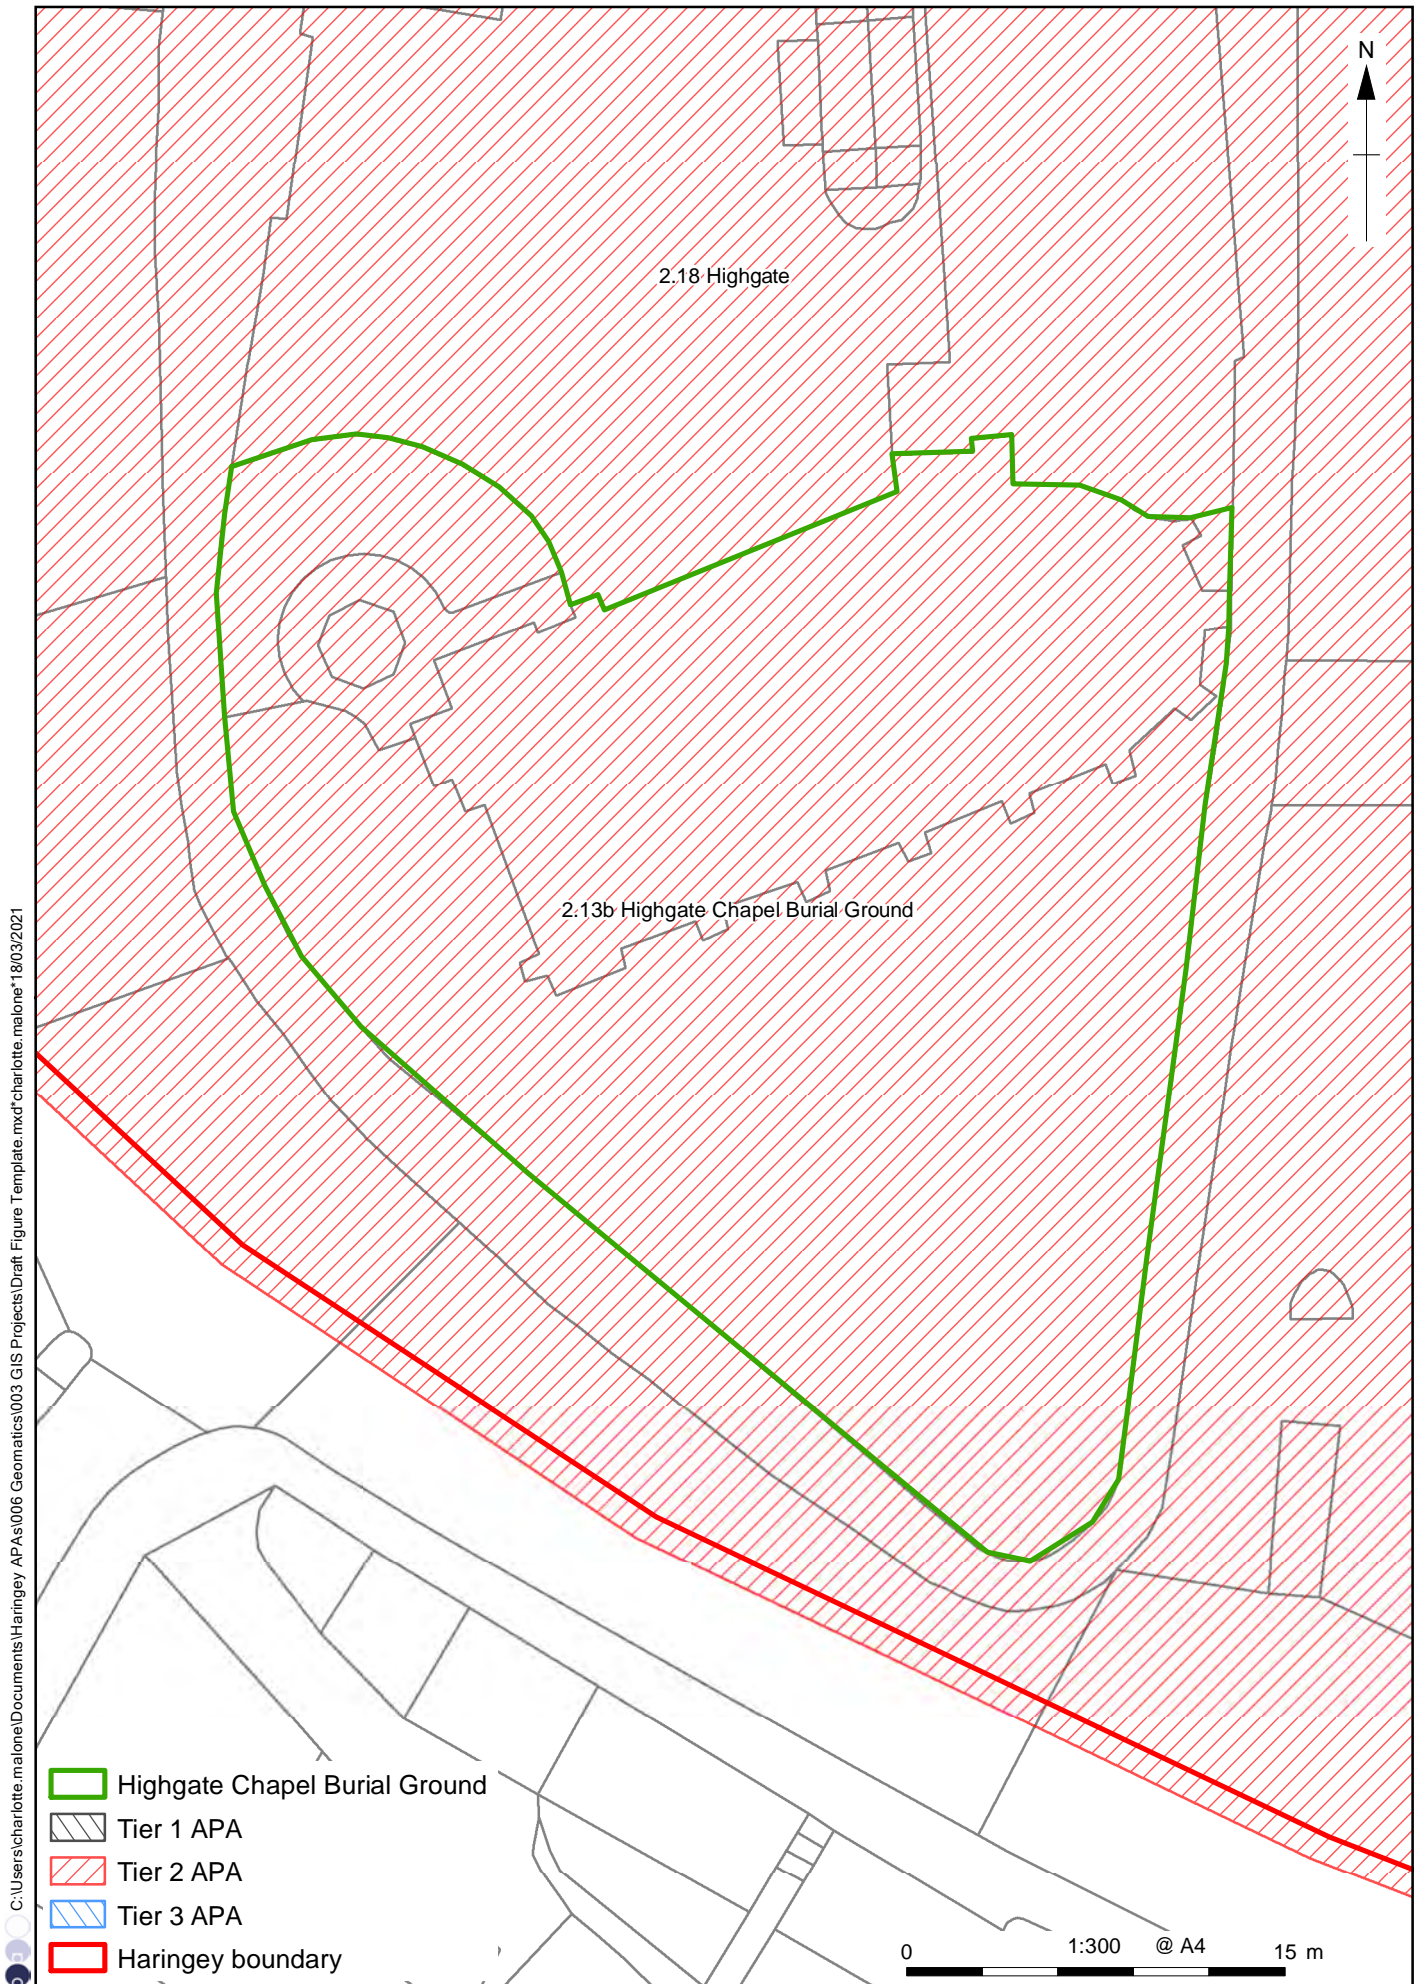 N
2.18 Highgate
2.13b Highgate Chapel Burial Ground
C:\Users\charlotte.malone\Documents\Haringey APAs\006 Geomatics\003 GIS Projects\Draft Figure Template.mxd*charlotte.malone*18/03/2021
Highgate Chapel Burial Ground
Tier 1 APA
Tier 2 APA
Tier 3 APA
Haringey boundary
0 1:300 @ A4 15 m